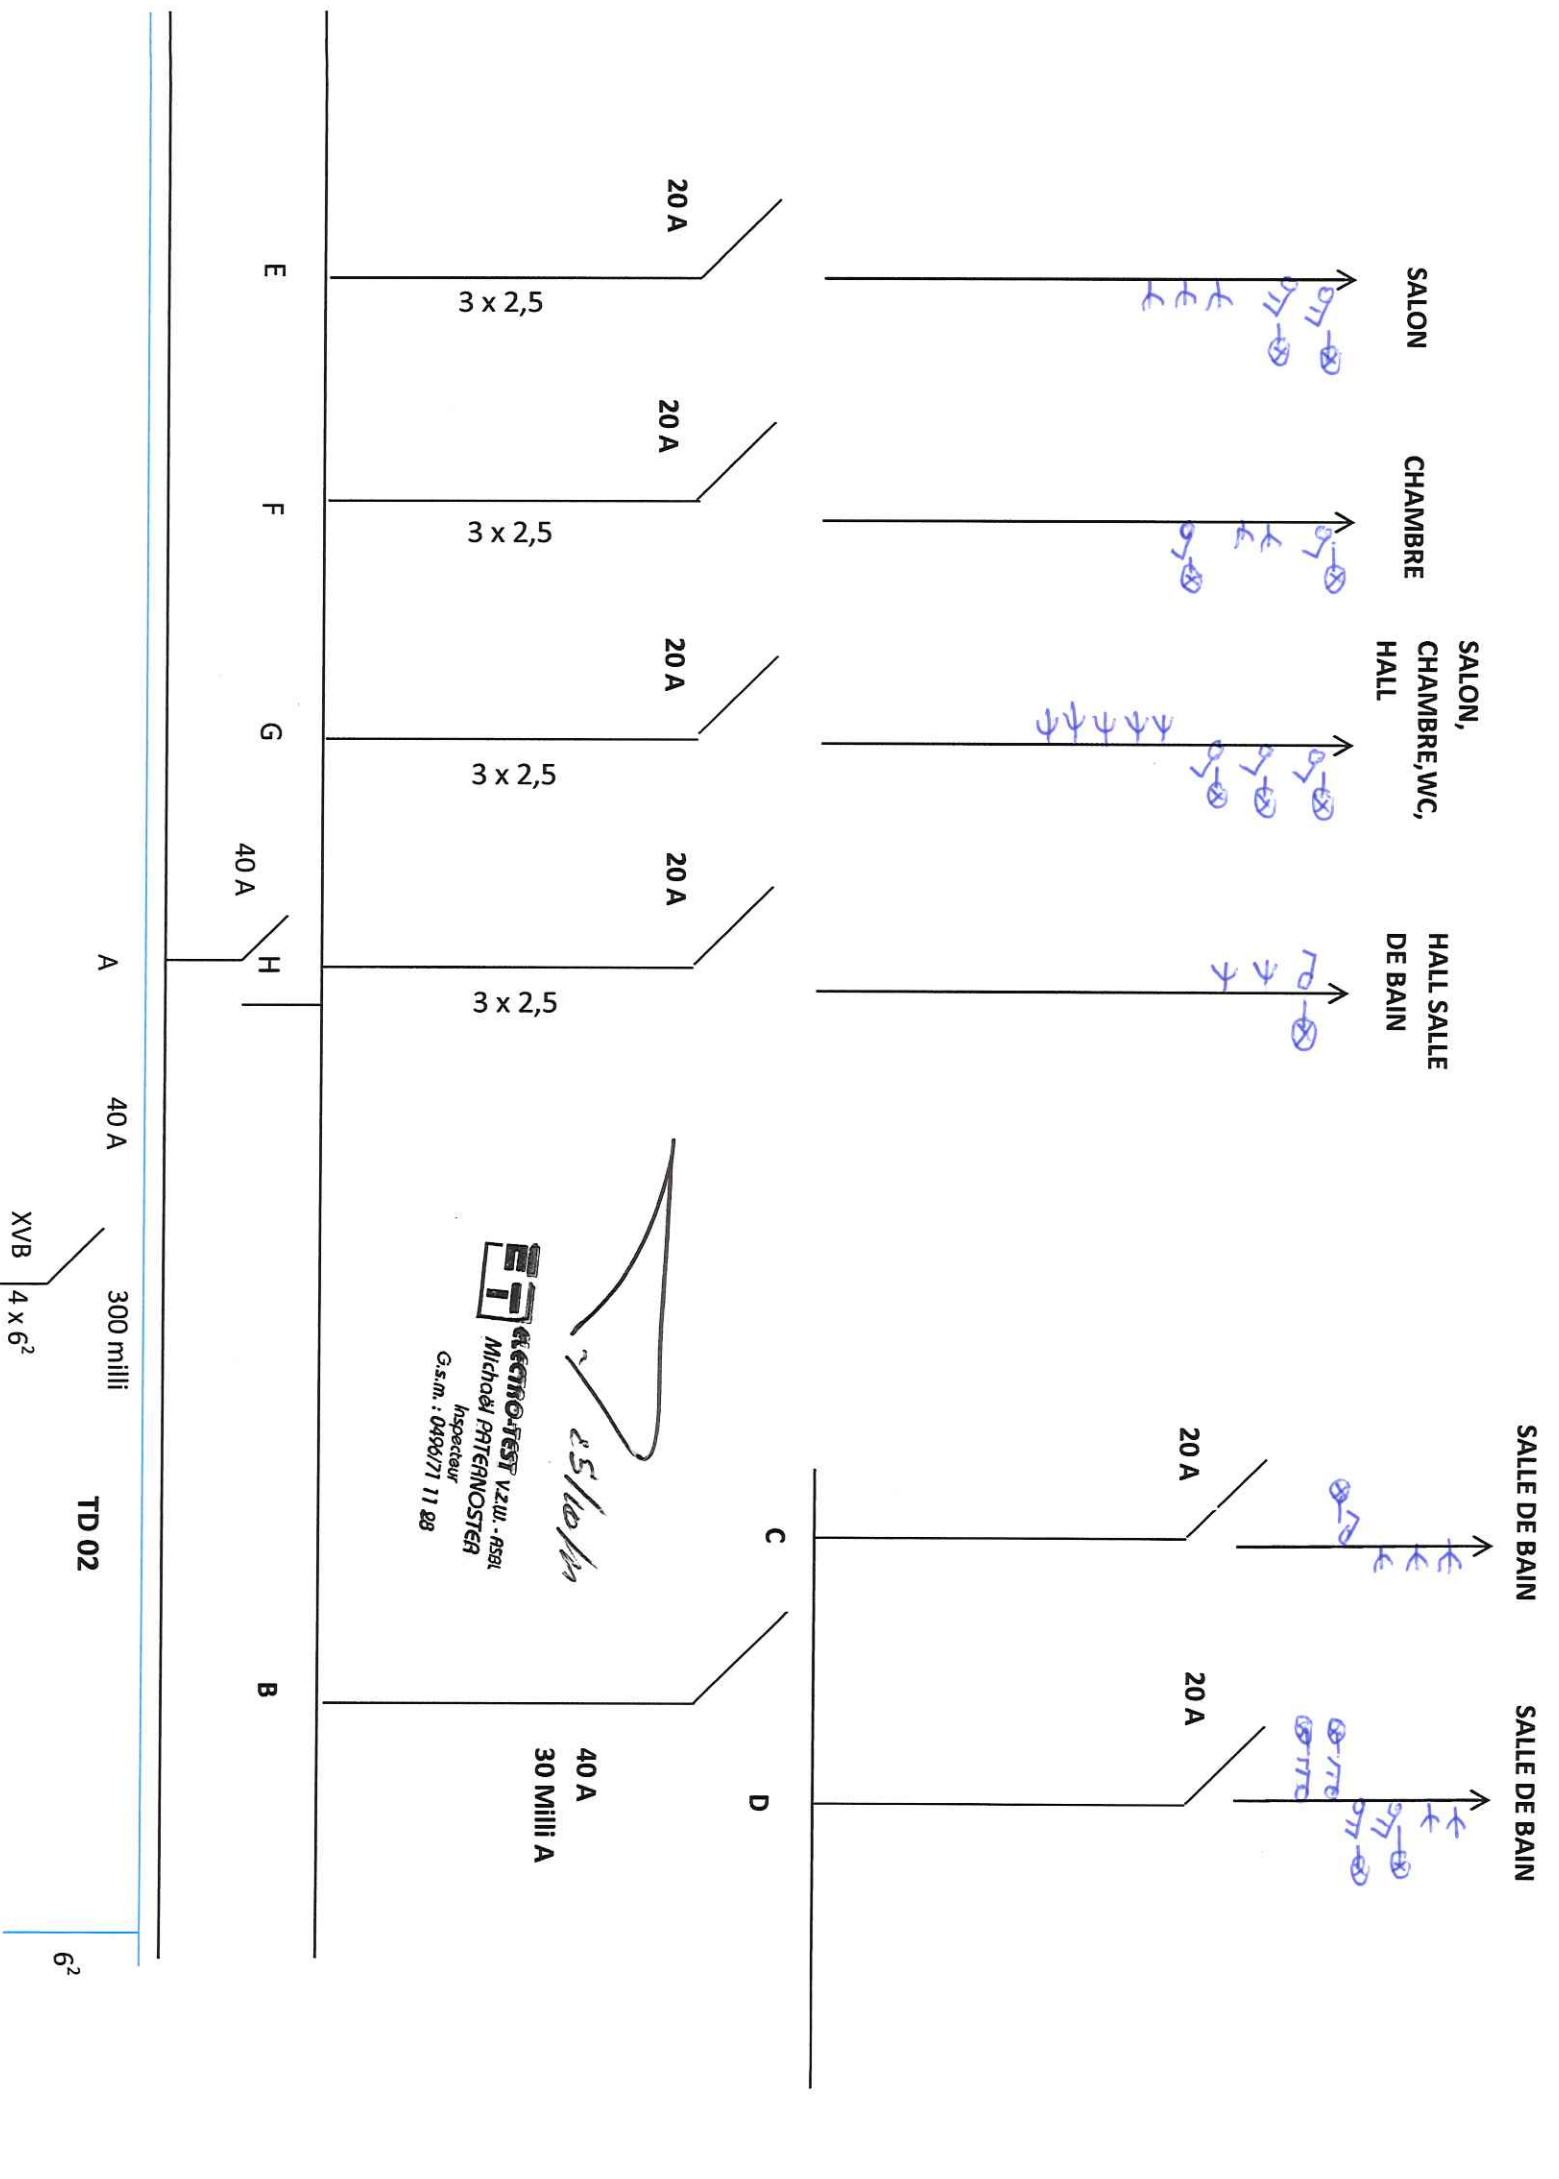 SALON
CHAMBRE
SALON,
CHAMBRE,WC,
HALL
HALL SALLE
DE BAIN
SALLE DE BAIN
SALLE DE BAIN
20 A
20 A
20 A
20 A
20 A
20 A
3 x 2,5
3 x 2,5
3 x 2,5
3 x 2,5
C
D
40 A
30 Milli A
ELECTRO-TEST V.Z.W. - ASBL
Michaël PATERNOSTER
Inspecteur
G.s.m. : 0496/71 11 28
E
F
G
H
B
40 A
A
40 A
300 milli
TD 02
XVB
4 x 6²
6²